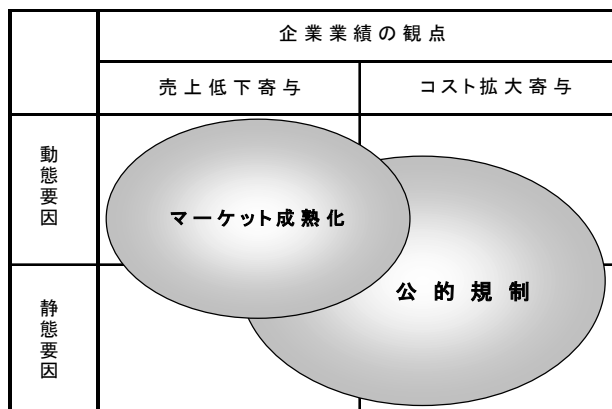 企業業績の観点
売上低下寄与
コスト拡大寄与
動態要因
マーケット成熟化
静態要因
公的規制